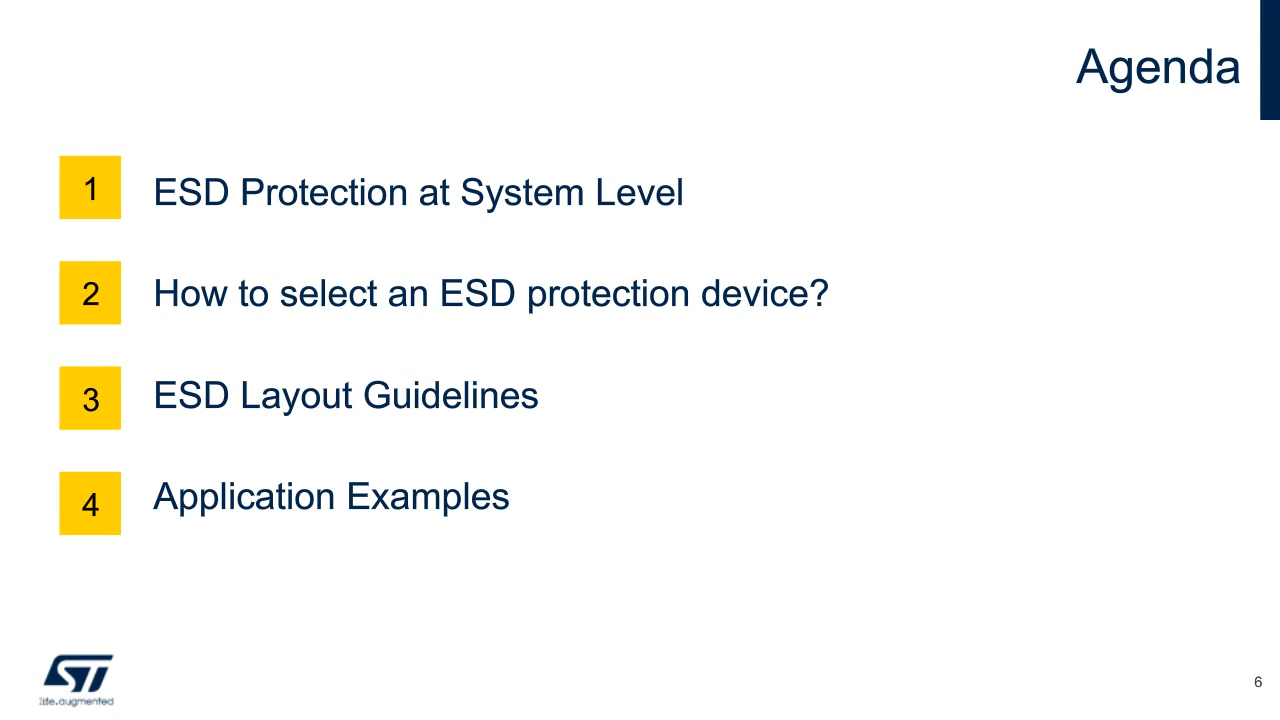 Agenda
1 ESD Protection at System Level
2 How to select an ESD protection device?
3 ESD Layout Guidelines
4 Application Examples
ST
life.augmented
6